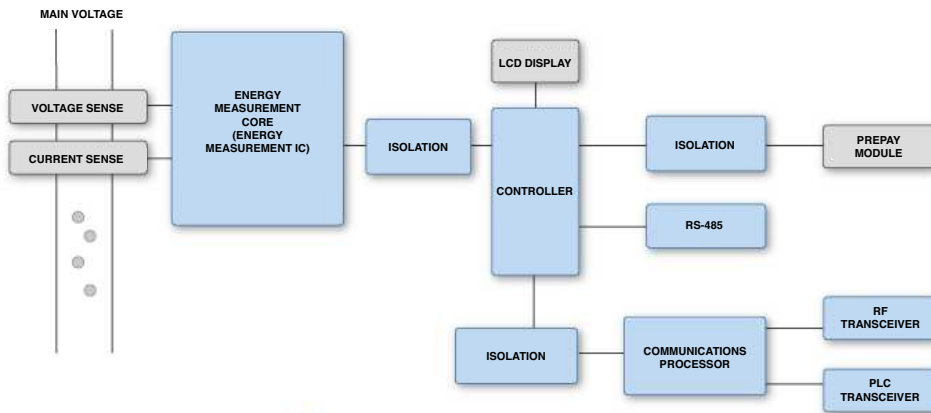 MAIN VOLTAGE
VOLTAGE SENSE
CURRENT SENSE
ENERGY
MEASUREMENT
CORE
(ENERGY
MEASUREMENT IC)
ISOLATION
LCD DISPLAY
CONTROLLER
ISOLATION
PREPAY
MODULE
RS-485
ISOLATION
COMMUNICATIONS
PROCESSOR
RF
TRANSCEIVER
PLC
TRANSCEIVER